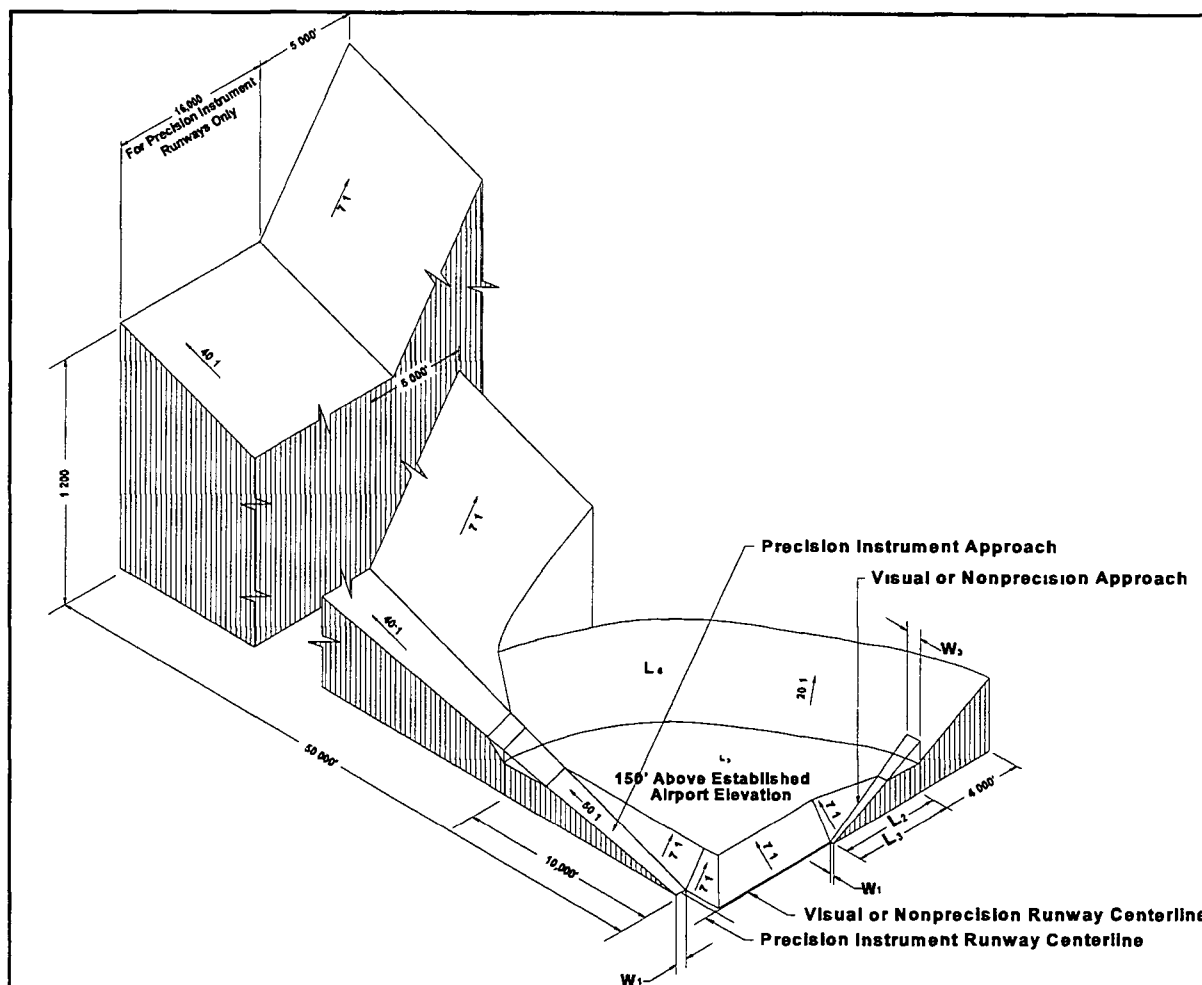 5 000'
16,000
For Precision Instrument
Runways Only
7 1
40 1
5 000'
1 200
7 1
Precision Instrument Approach
Visual or Nonprecision Approach
40·1
W₃
L₄
20 1
50 000'
150' Above Established
Airport Elevation
50 1
7 1
7 1
7 1
7 1
L₂
L₃
4 000'
10,000'
W₁
Visual or Nonprecision Runway Centerline
Precision Instrument Runway Centerline
W₁